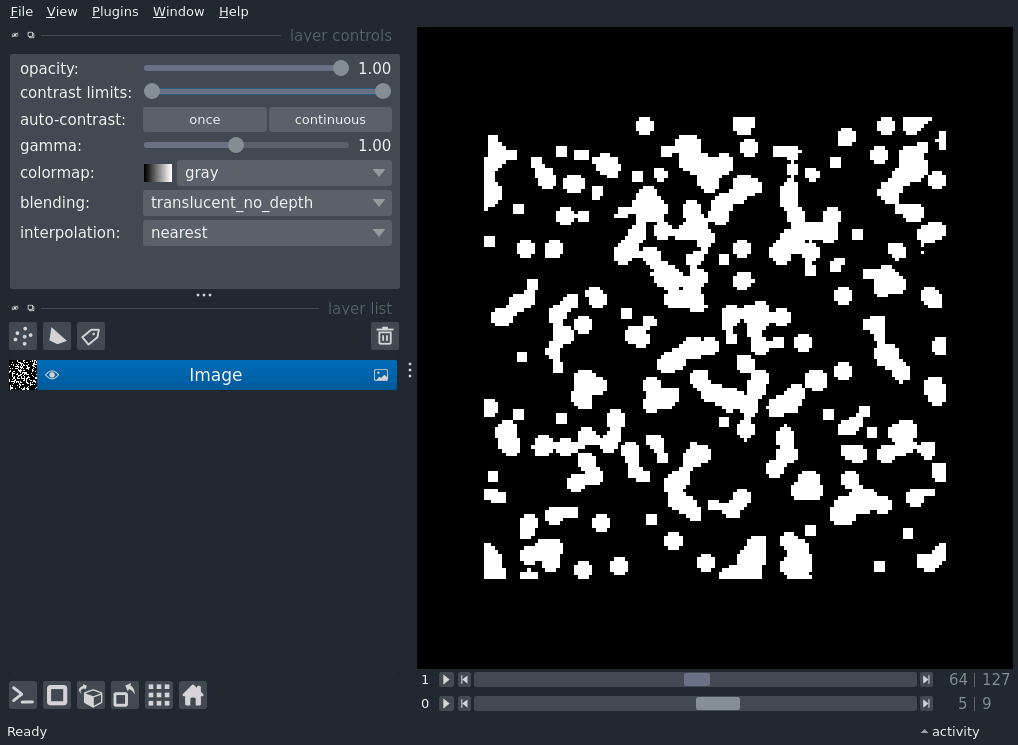 File View Plugins Window Help
layer controls
opacity: 1.00
contrast limits:
auto-contrast: once continuous
gamma: 1.00
colormap: gray
blending: translucent_no_depth
interpolation: nearest
layer list
Image
1 64 | 127
0 5 | 9
Ready activity